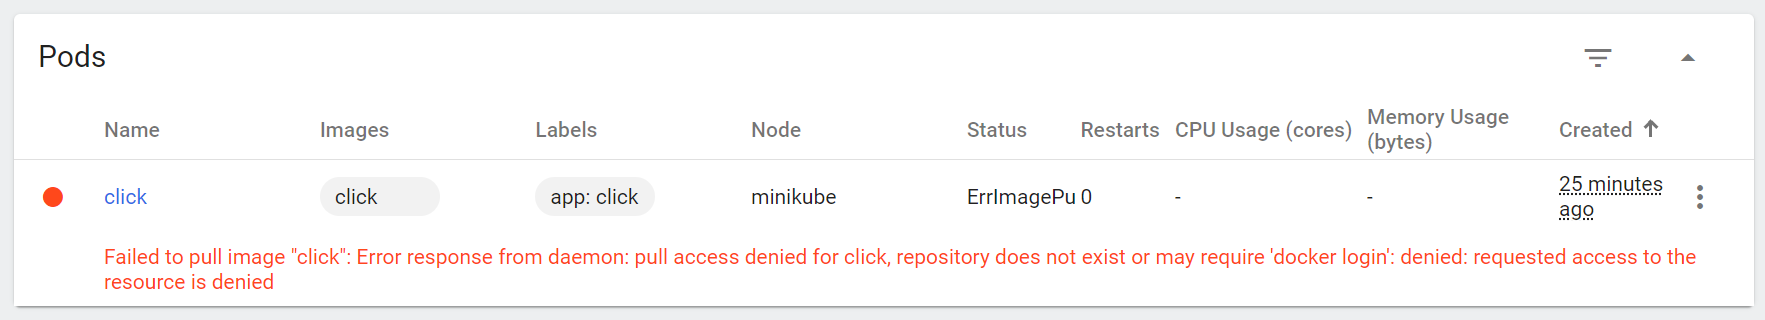 Pods
Name Images Labels Node Status Restarts CPU Usage (cores) Memory Usage (bytes) Created
click click app: click minikube ErrImagePu 0 - - 25 minutes ago
Failed to pull image "click": Error response from daemon: pull access denied for click, repository does not exist or may require 'docker login': denied: requested access to the
resource is denied